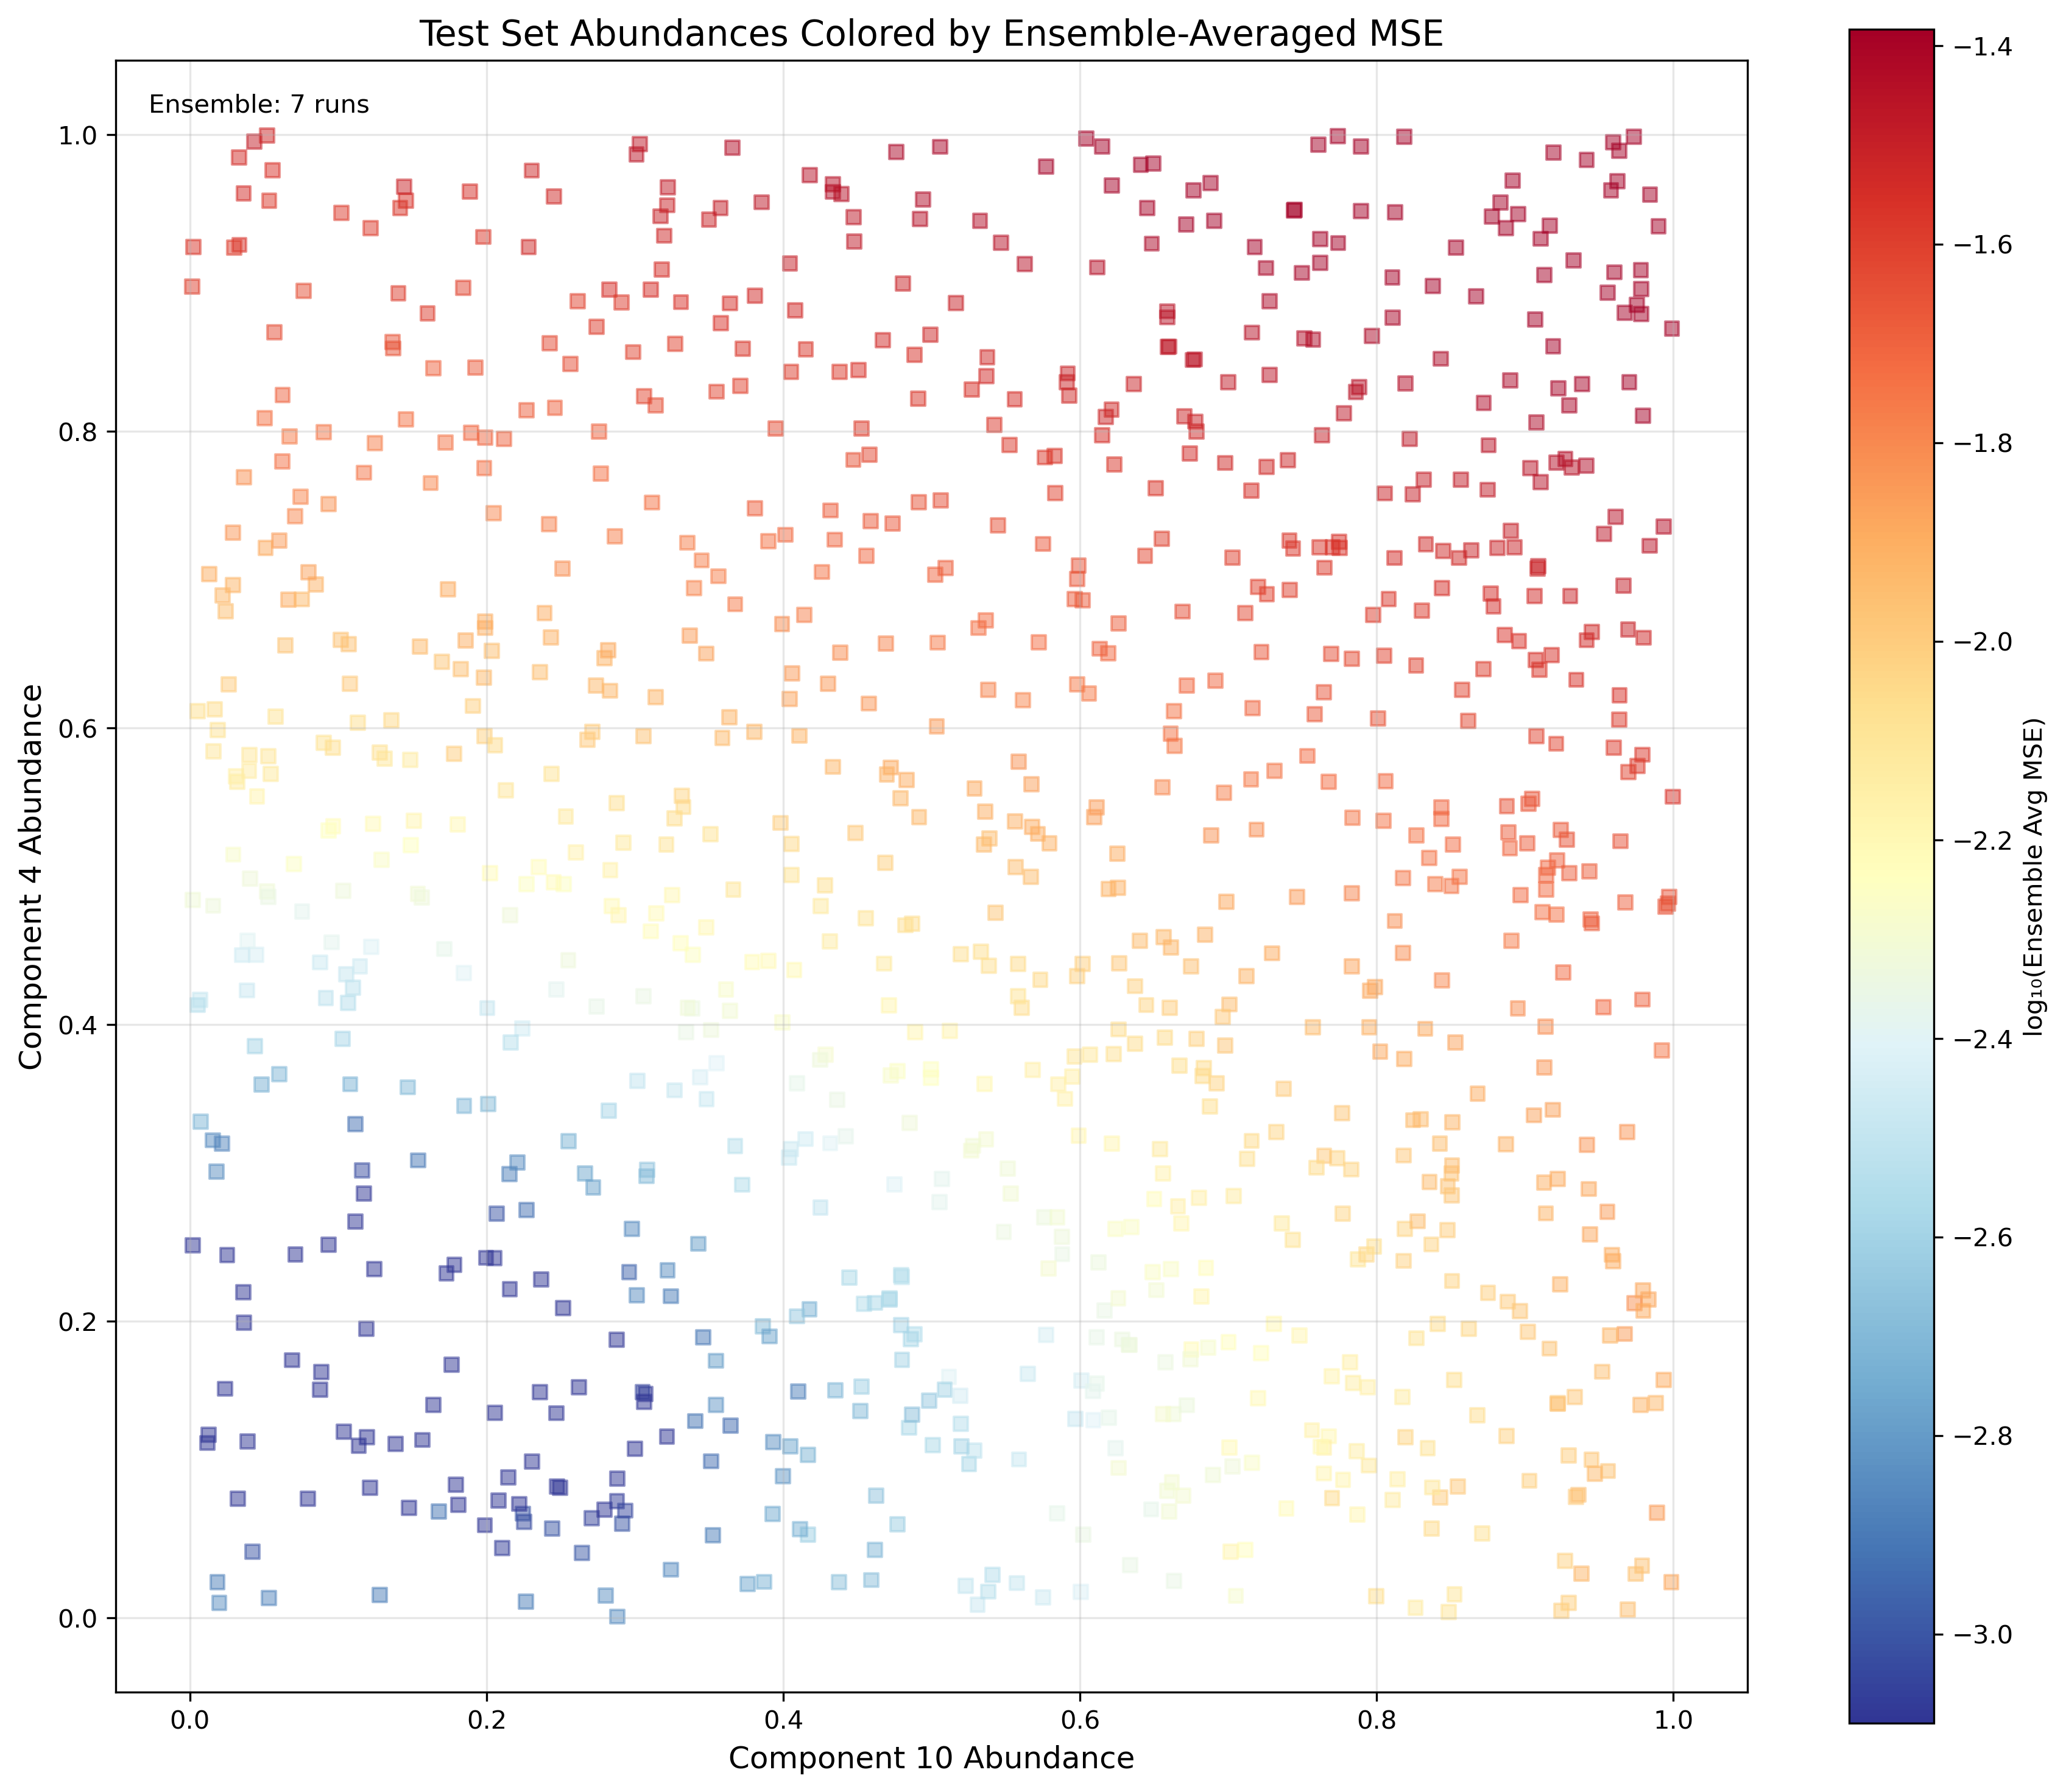 Test Set Abundances Colored by Ensemble-Averaged MSE
Ensemble: 7 runs
1.0
0.8
0.6
0.4
0.2
0.0
Component 4 Abundance
0.0 0.2 0.4 0.6 0.8 1.0
Component 10 Abundance
−1.4
−1.6
−1.8
−2.0
−2.2
−2.4
−2.6
−2.8
−3.0
log₁₀(Ensemble Avg MSE)